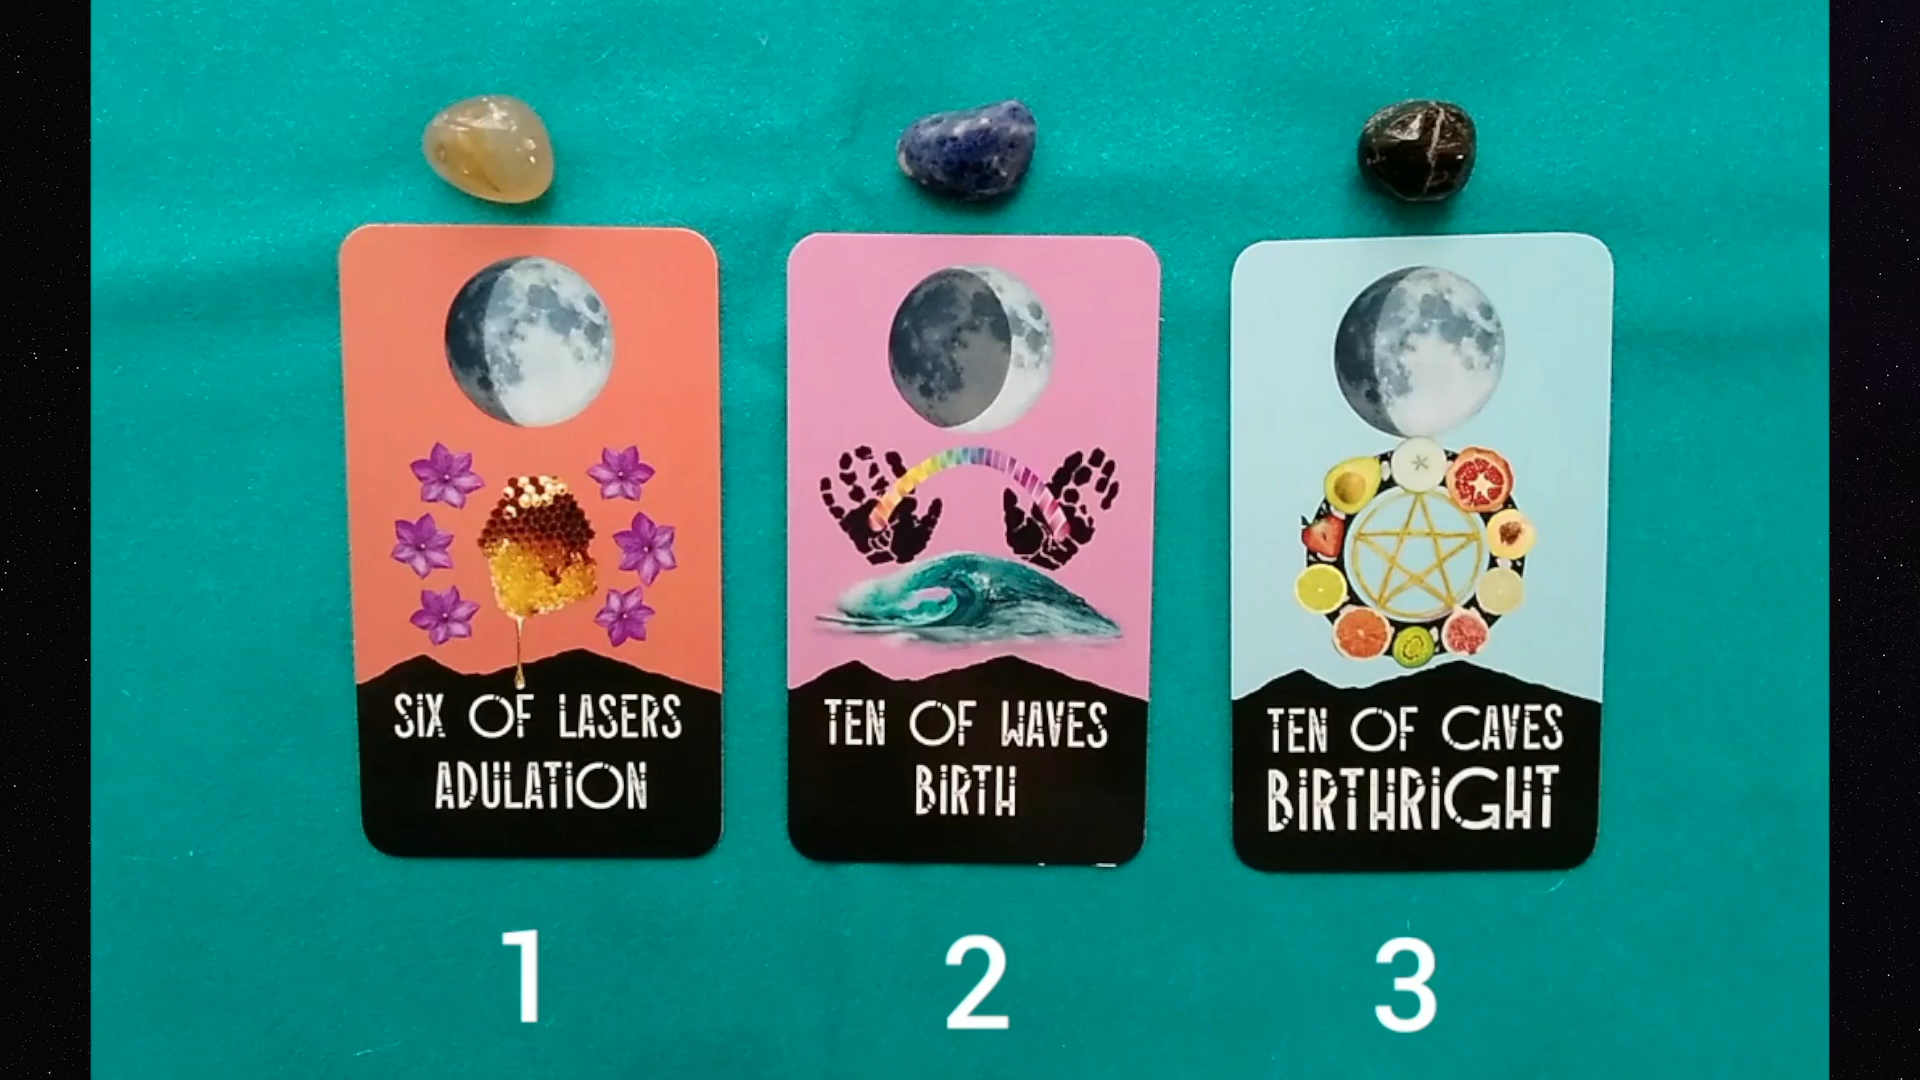 SIX OF LASERS
ADULATION
TEN OF WAVES
BIRTH
TEN OF CAVES
BIRTHRIGHT
1
2
3